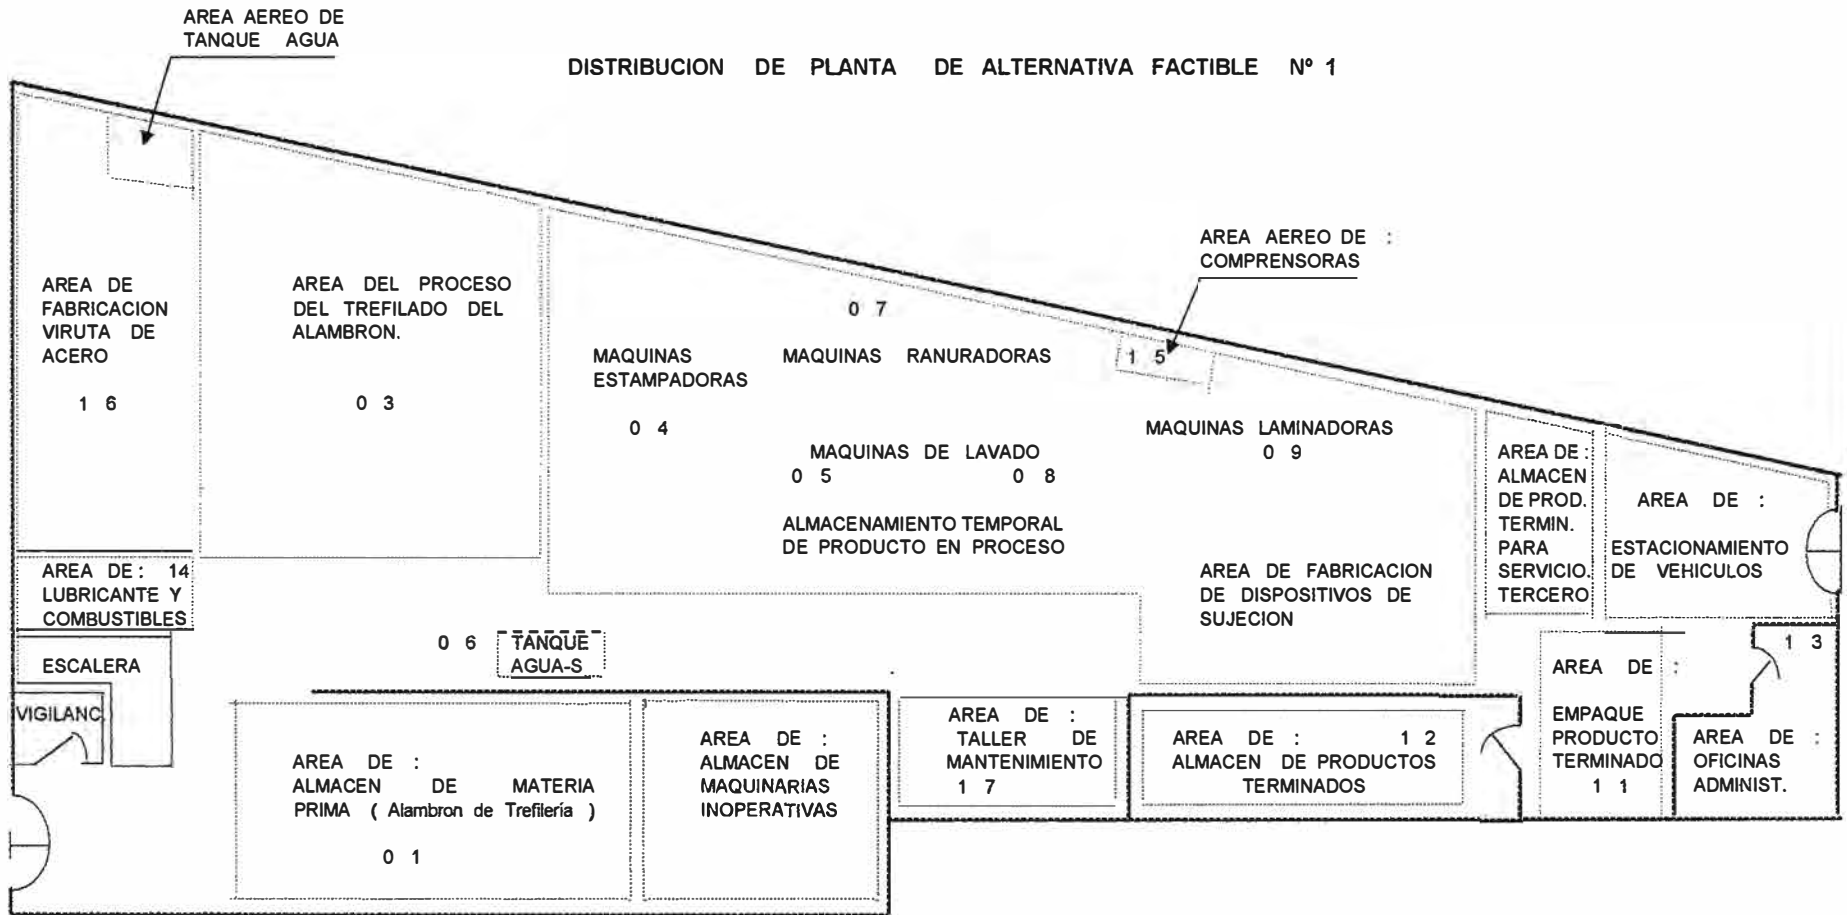 AREA AEREO DE
TANQUE AGUA
DISTRIBUCION DE PLANTA DE ALTERNATIVA FACTIBLE Nº 1
AREA AEREO DE :
COMPRENSORAS
AREA DE
FABRICACION
VIRUTA DE
ACERO
1 6
AREA DEL PROCESO
DEL TREFILADO DEL
ALAMBRON.
0 3
0 7
MAQUINAS
ESTAMPADORAS
0 4
MAQUINAS RANURADORAS
1 5
MAQUINAS LAMINADORAS
0 9
MAQUINAS DE LAVADO
0 5 0 8
ALMACENAMIENTO TEMPORAL
DE PRODUCTO EN PROCESO
AREA DE FABRICACION
DE DISPOSITIVOS DE
SUJECION
AREA DE :
ALMACEN
DE PROD.
TERMIN.
PARA
SERVICIO.
TERCERO
AREA DE :
ESTACIONAMIENTO
DE VEHICULOS
AREA DE : 14
LUBRICANTE Y
COMBUSTIBLES
ESCALERA
VIGILANC.
0 6
TANQUE
AGUA-S
AREA DE :
ALMACEN DE MATERIA
PRIMA ( Alambron de Trefileria )
0 1
AREA DE :
ALMACEN DE
MAQUINARIAS
INOPERATIVAS
AREA DE :
TALLER DE
MANTENIMIENTO
1 7
AREA DE : 1 2
ALMACEN DE PRODUCTOS
TERMINADOS
AREA DE :
EMPAQUE
PRODUCTO
TERMINADO
1 1
1 3
AREA DE :
OFICINAS
ADMINIST.